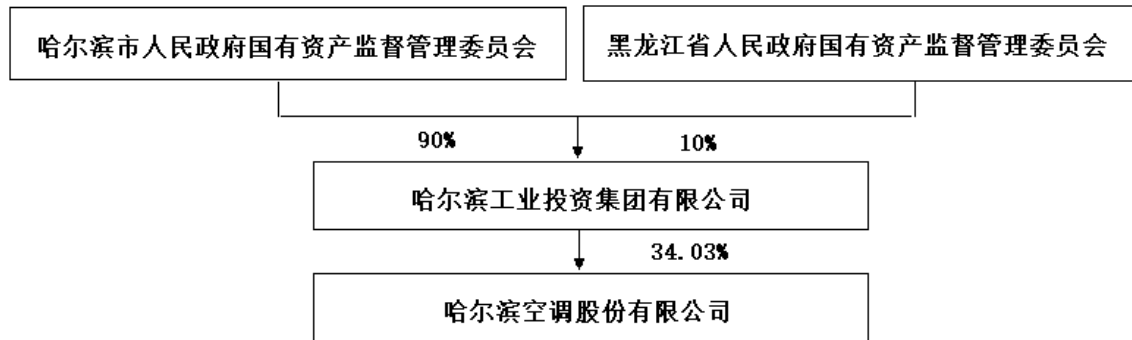 哈尔滨市人民政府国有资产监督管理委员会
黑龙江省人民政府国有资产监督管理委员会
90%
10%
哈尔滨工业投资集团有限公司
34.03%
哈尔滨空调股份有限公司